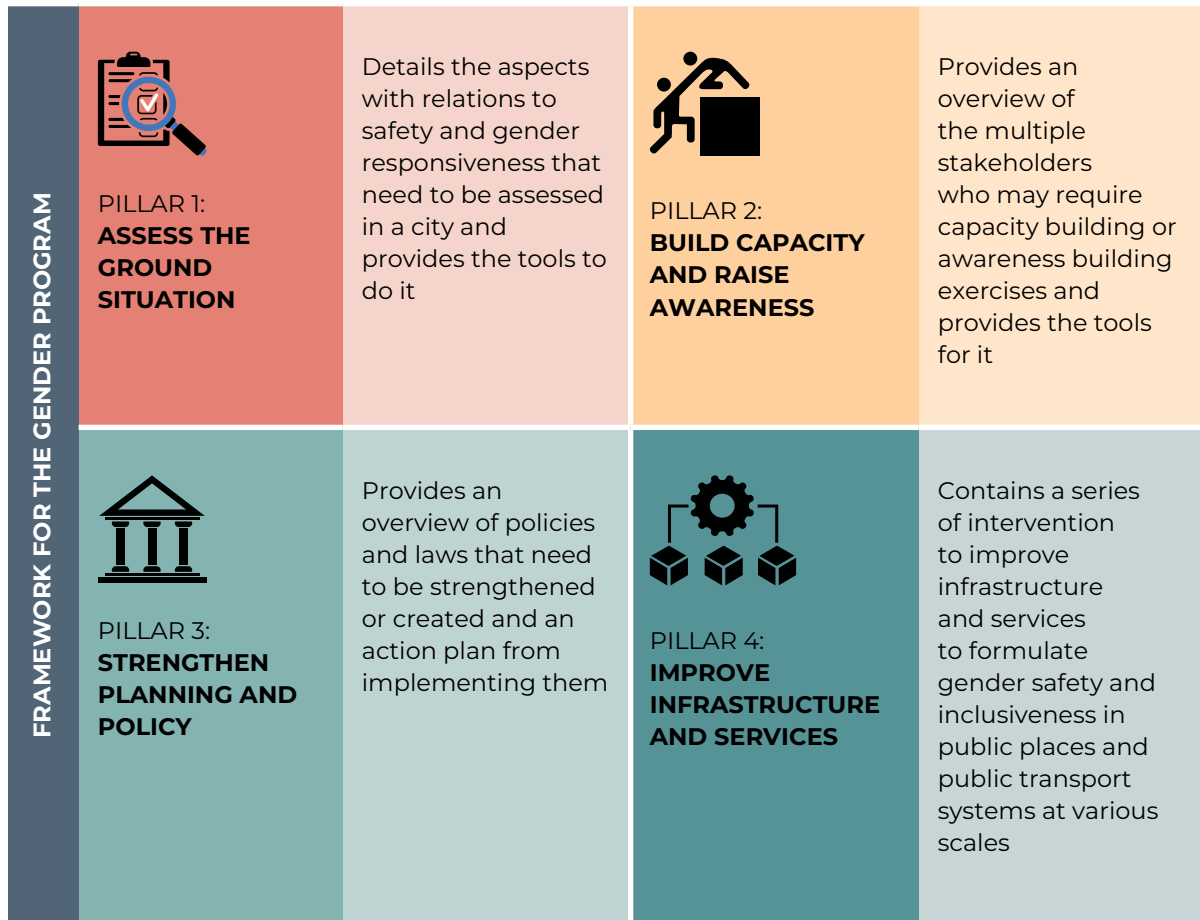 FRAMEWORK FOR THE GENDER PROGRAM
PILLAR 1:
ASSESS THE
GROUND
SITUATION
Details the aspects
with relations to
safety and gender
responsiveness that
need to be assessed
in a city and
provides the tools to
do it
PILLAR 2:
BUILD CAPACITY
AND RAISE
AWARENESS
Provides an
overview of
the multiple
stakeholders
who may require
capacity building or
awareness building
exercises and
provides the tools
for it
PILLAR 3:
STRENGTHEN
PLANNING AND
POLICY
Provides an
overview of policies
and laws that need
to be strengthened
or created and an
action plan from
implementing them
PILLAR 4:
IMPROVE
INFRASTRUCTURE
AND SERVICES
Contains a series
of intervention
to improve
infrastructure
and services
to formulate
gender safety and
inclusiveness in
public places and
public transport
systems at various
scales